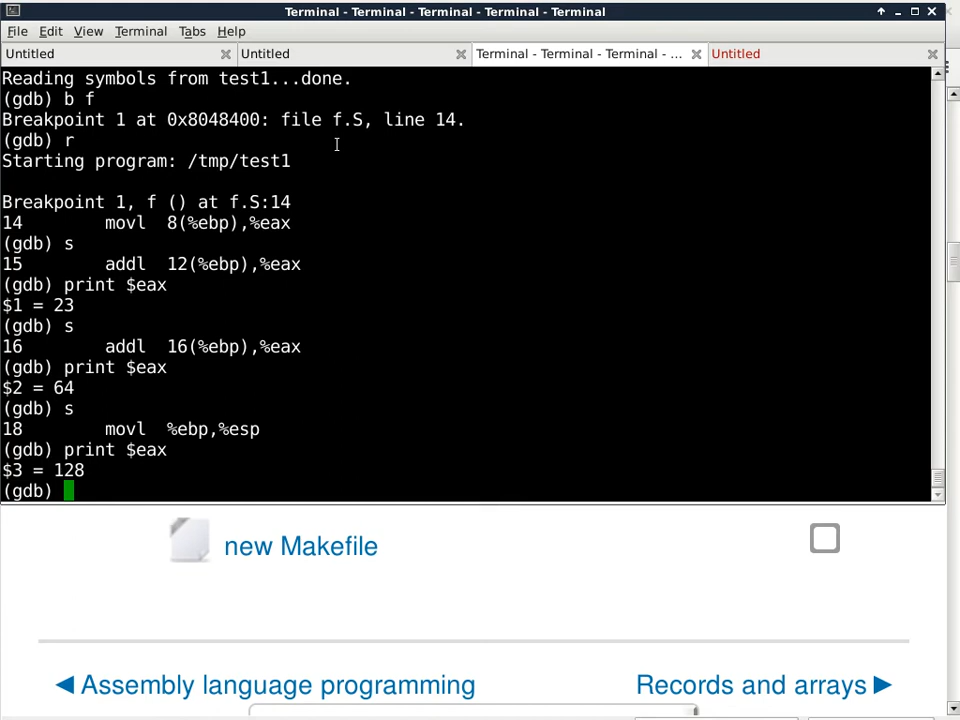 Terminal - Terminal - Terminal - Terminal - Terminal
File Edit View Terminal Tabs Help
Untitled Untitled Terminal - Terminal - Terminal - ... Untitled
Reading symbols from test1...done.
(gdb) b f
Breakpoint 1 at 0x8048400: file f.S, line 14.
(gdb) r
Starting program: /tmp/test1
Breakpoint 1, f () at f.S:14
14 movl 8(%ebp),%eax
(gdb) s
15 addl 12(%ebp),%eax
(gdb) print $eax
$1 = 23
(gdb) s
16 addl 16(%ebp),%eax
(gdb) print $eax
$2 = 64
(gdb) s
18 movl %ebp,%esp
(gdb) print $eax
$3 = 128
(gdb)
new Makefile
◀ Assembly language programming Records and arrays ▶